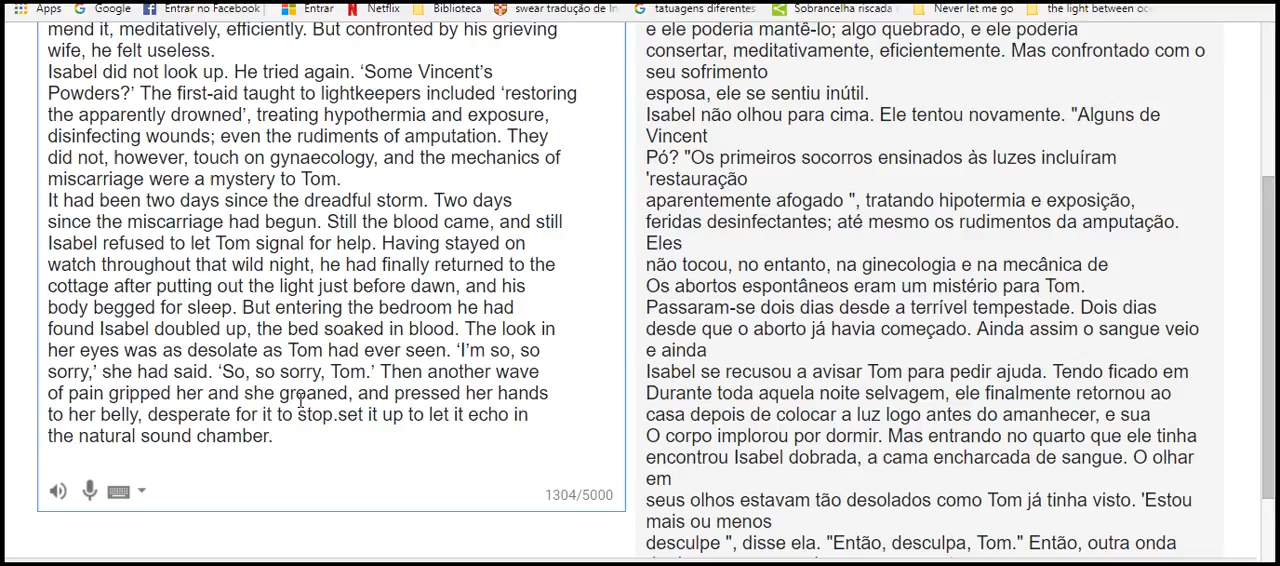 Apps Google Entrar no Facebook Entrar Netflix Biblioteca swear tradução de In tatuagens diferentes Sobrancelha riscada Never let me go the light between oce
mend it, meditatively, efficiently. But confronted by his grieving
wife, he felt useless.
Isabel did not look up. He tried again. ‘Some Vincent’s
Powders?’ The first-aid taught to lightkeepers included ‘restoring
the apparently drowned’, treating hypothermia and exposure,
disinfecting wounds; even the rudiments of amputation. They
did not, however, touch on gynaecology, and the mechanics of
miscarriage were a mystery to Tom.
It had been two days since the dreadful storm. Two days
since the miscarriage had begun. Still the blood came, and still
Isabel refused to let Tom signal for help. Having stayed on
watch throughout that wild night, he had finally returned to the
cottage after putting out the light just before dawn, and his
body begged for sleep. But entering the bedroom he had
found Isabel doubled up, the bed soaked in blood. The look in
her eyes was as desolate as Tom had ever seen. ‘I’m so, so
sorry,’ she had said. ‘So, so sorry, Tom.’ Then another wave
of pain gripped her and she groaned, and pressed her hands
to her belly, desperate for it to stop.set it up to let it echo in
the natural sound chamber.
1304/5000
e ele poderia mantê-lo; algo quebrado, e ele poderia
consertar, meditativamente, eficientemente. Mas confrontado com o
seu sofrimento
esposa, ele se sentiu inútil.
Isabel não olhou para cima. Ele tentou novamente. "Alguns de
Vincent
Pó? "Os primeiros socorros ensinados às luzes incluíram
'restauração
aparentemente afogado ", tratando hipotermia e exposição,
feridas desinfectantes; até mesmo os rudimentos da amputação.
Eles
não tocou, no entanto, na ginecologia e na mecânica de
Os abortos espontâneos eram um mistério para Tom.
Passaram-se dois dias desde a terrível tempestade. Dois dias
desde que o aborto já havia começado. Ainda assim o sangue veio
e ainda
Isabel se recusou a avisar Tom para pedir ajuda. Tendo ficado em
Durante toda aquela noite selvagem, ele finalmente retornou ao
casa depois de colocar a luz logo antes do amanhecer, e sua
O corpo implorou por dormir. Mas entrando no quarto que ele tinha
encontrou Isabel dobrada, a cama encharcada de sangue. O olhar
em
seus olhos estavam tão desolados como Tom já tinha visto. 'Estou
mais ou menos
desculpe ", disse ela. "Então, desculpa, Tom." Então, outra onda